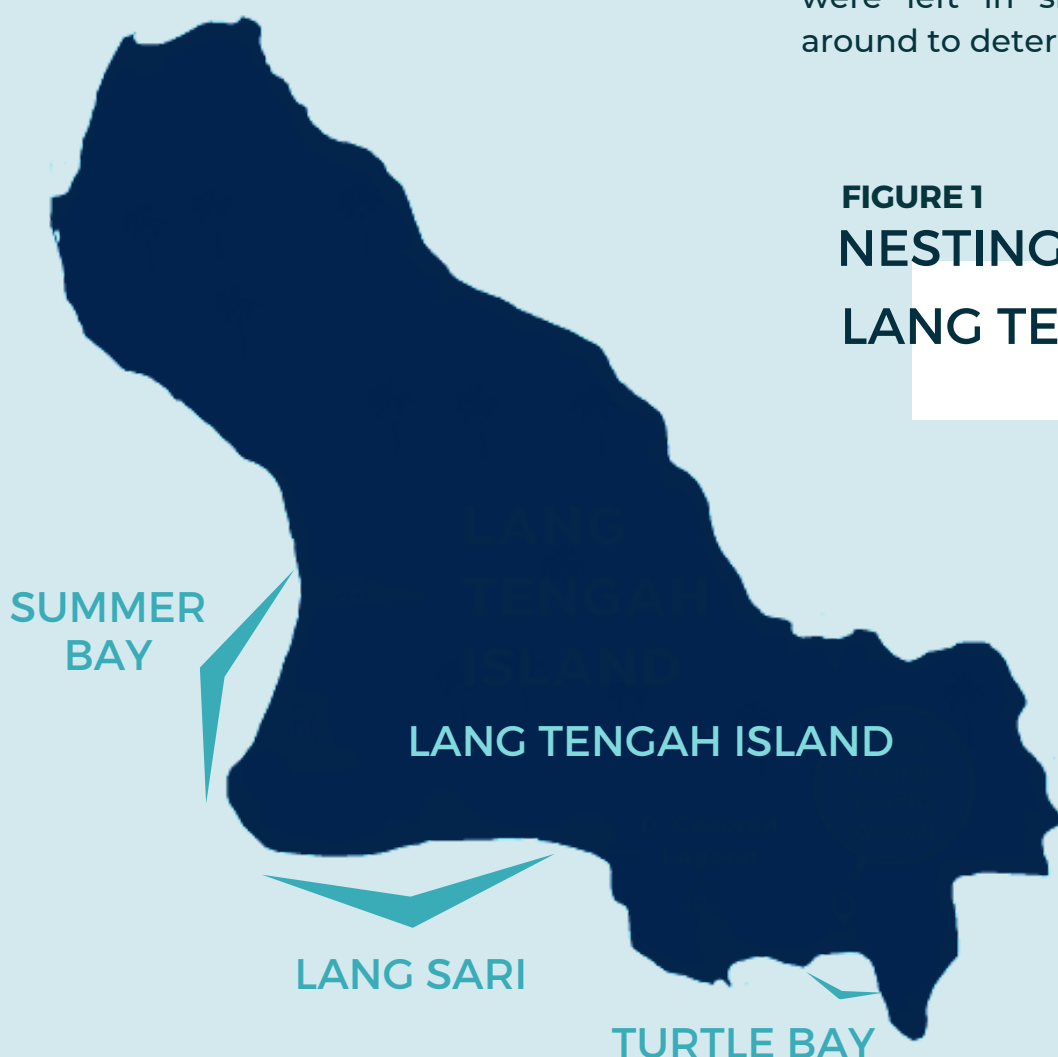 around to deter
FIGURE 1
NESTING
LANG TE
LANG
TENGAH
ISLAND
SUMMER
BAY
LANG TENGAH ISLAND
LANG SARI
TURTLE BAY